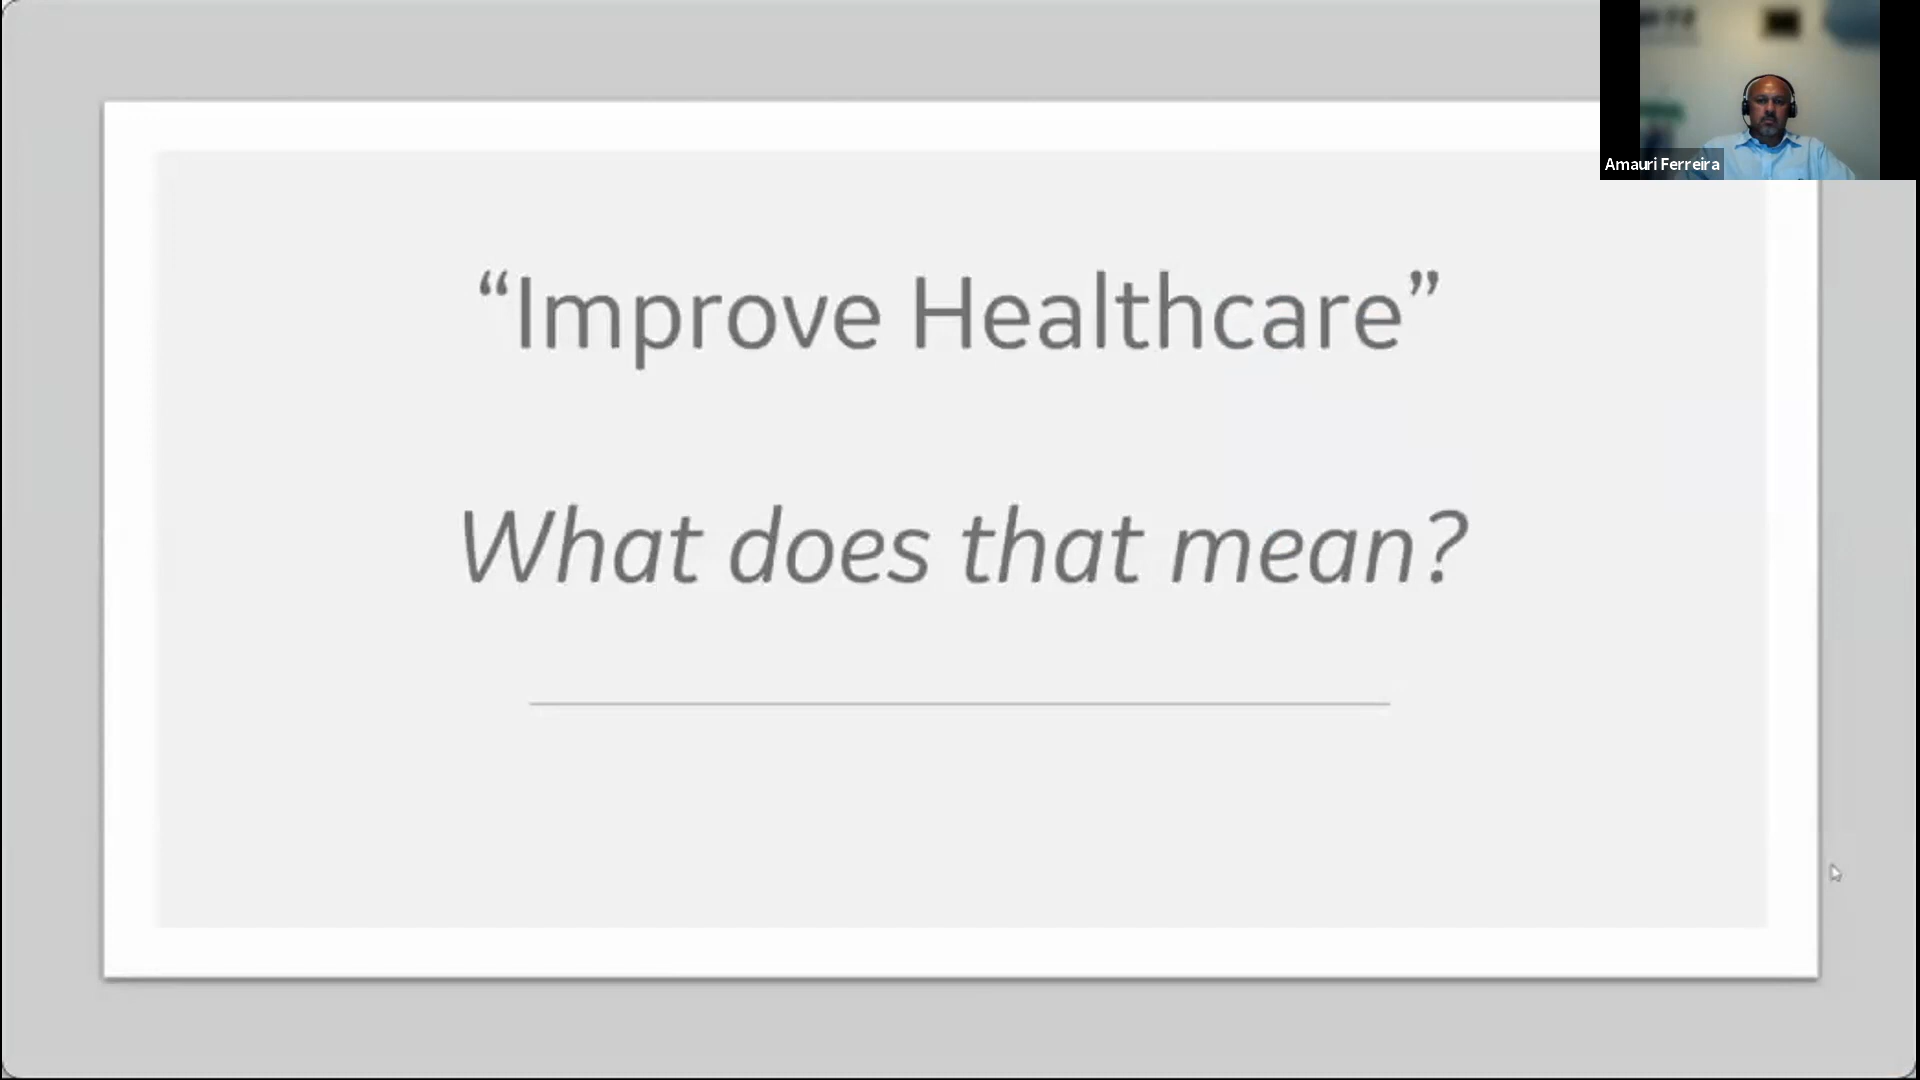 “Improve Healthcare”
What does that mean?
Amauri Ferreira